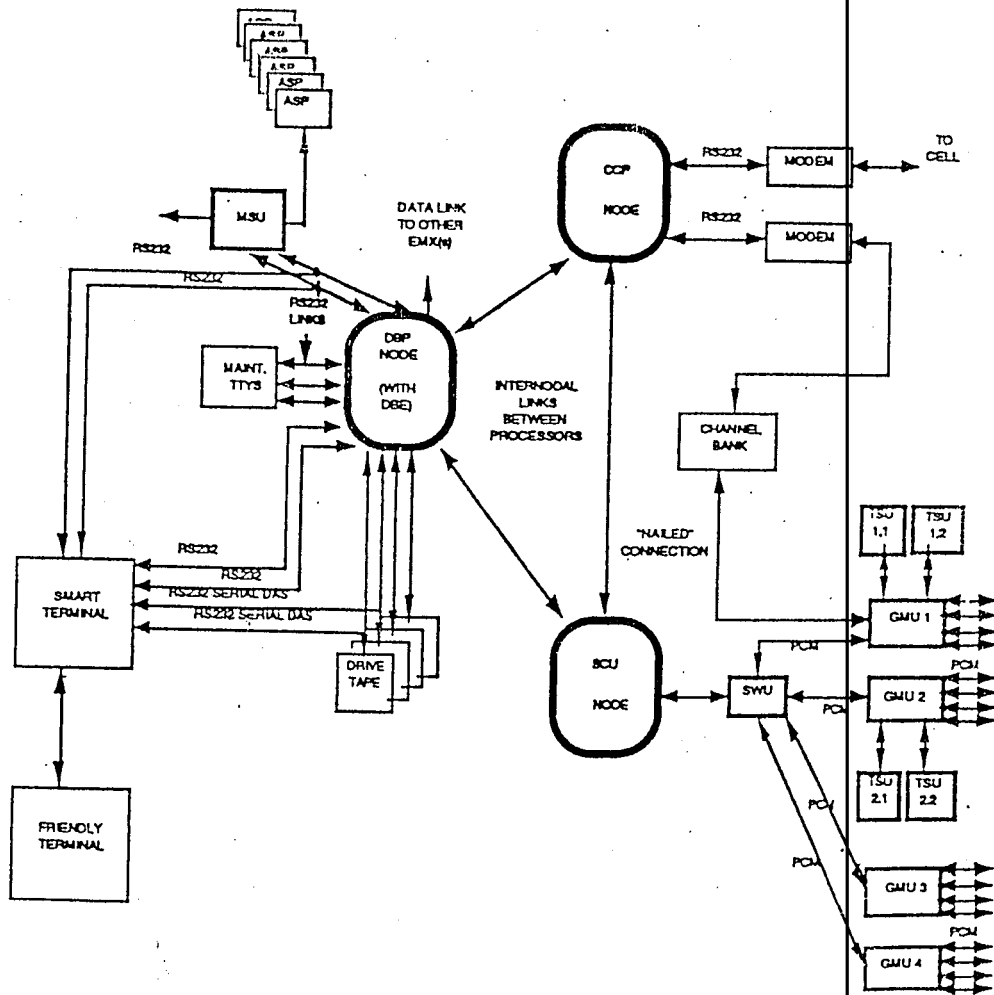 ASP
ASP
ASP
ASP
ASP
MSU
RS232
RS232
RS232
LINKS
DATA LINK
TO OTHER
EMX(s)
CCP
NODE
RS232
MODEM
TO
CELL
RS232
MODEM
MAINT.
TTYS
DBP
NODE
(WITH
DBE)
INTERNODAL
LINKS
BETWEEN
PROCESSORS
CHANNEL
BANK
"NAILED"
CONNECTION
TSU
1,1
TSU
1,2
RS232
RS232
RS232 SERIAL DAS
RS232 SERIAL DAS
SMART
TERMINAL
DRIVE
TAPE
SCU
NODE
SWU
PCM
GMU 1
PCM
GMU 2
PCM
TSU
2,1
TSU
2,2
PCM
PCM
FRIENDLY
TERMINAL
GMU 3
PCM
GMU 4